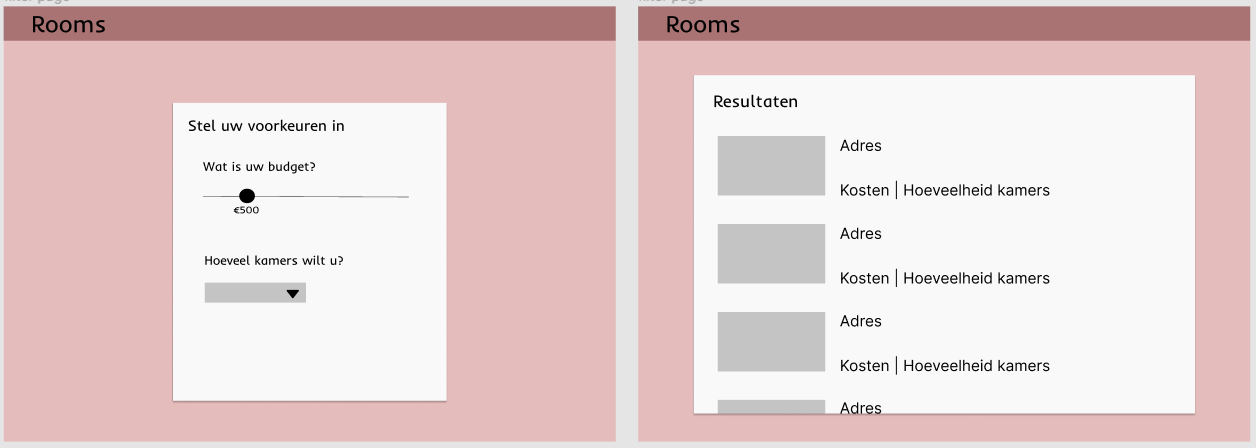 Rooms
Stel uw voorkeuren in
Wat is uw budget?
€500
Hoeveel kamers wilt u?
Rooms
Resultaten
Adres
Kosten | Hoeveelheid kamers
Adres
Kosten | Hoeveelheid kamers
Adres
Kosten | Hoeveelheid kamers
Adres